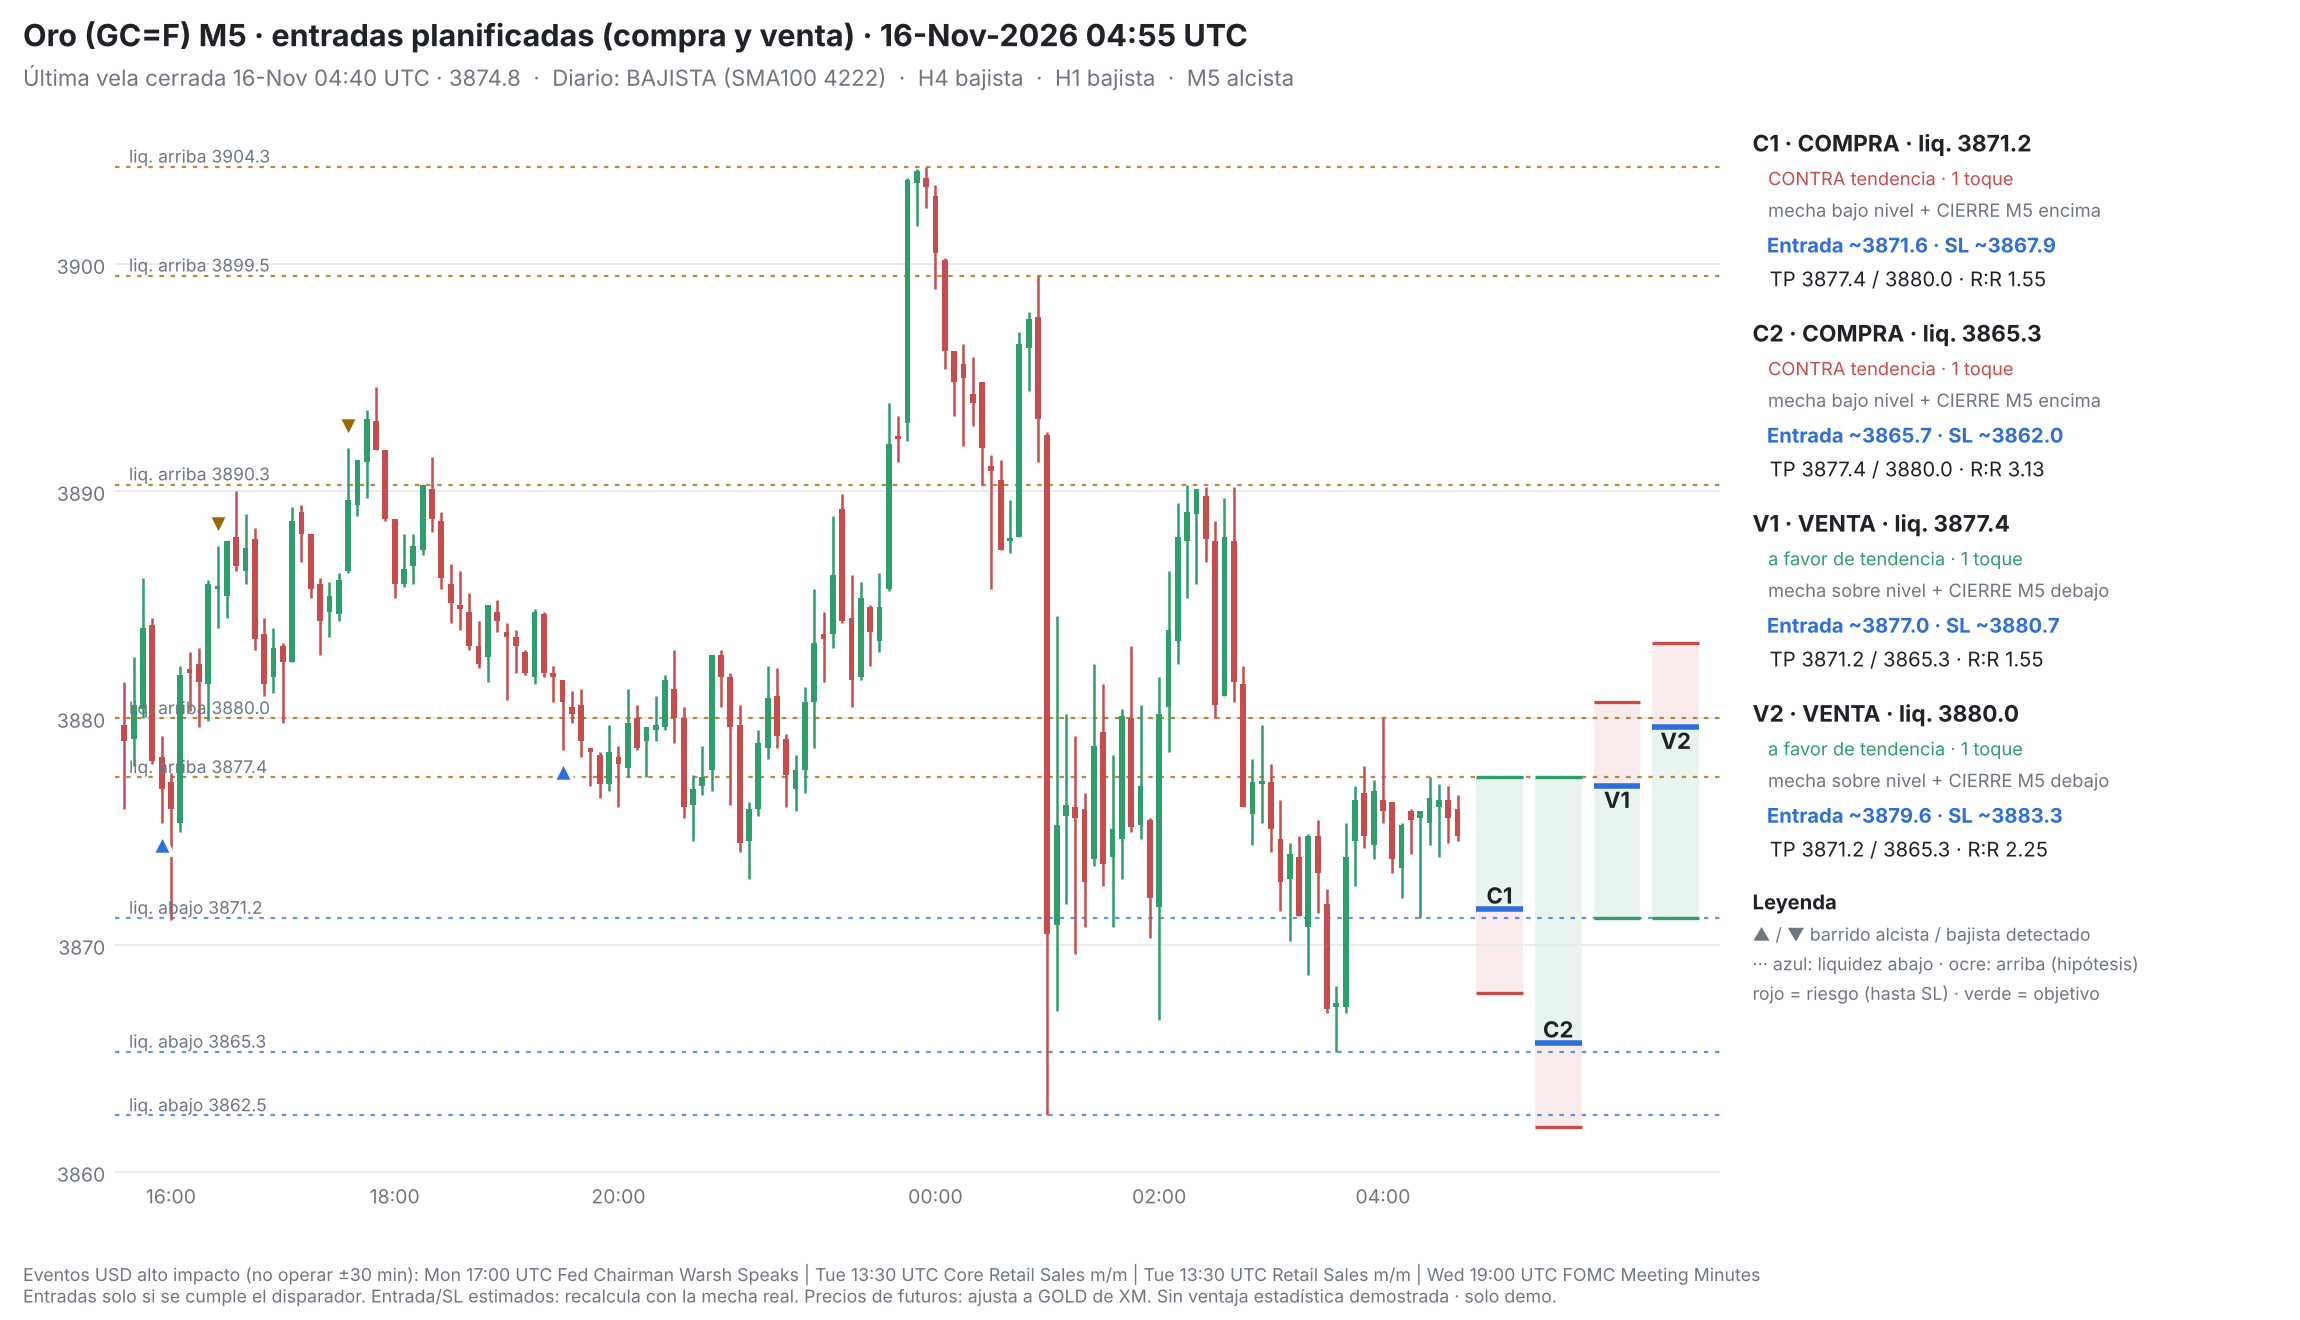 Oro (GC=F) M5 · entradas planificadas (compra y venta) · 16-Nov-2026 04:55 UTC
Última vela cerrada 16-Nov 04:40 UTC · 3874.8 · Diario: BAJISTA (SMA100 4222) · H4 bajista · H1 bajista · M5 alcista
liq. arriba 3904.3
3900
liq. arriba 3899.5
liq. arriba 3890.3
3890
liq. arriba 3880.0
3880
liq. arriba 3877.4
liq. abajo 3871.2
3870
liq. abajo 3865.3
liq. abajo 3862.5
3860
16:00
18:00
20:00
00:00
02:00
04:00
C1
C2
V1
V2
C1 · COMPRA · liq. 3871.2
CONTRA tendencia · 1 toque
mecha bajo nivel + CIERRE M5 encima
Entrada ~3871.6 · SL ~3867.9
TP 3877.4 / 3880.0 · R:R 1.55
C2 · COMPRA · liq. 3865.3
CONTRA tendencia · 1 toque
mecha bajo nivel + CIERRE M5 encima
Entrada ~3865.7 · SL ~3862.0
TP 3877.4 / 3880.0 · R:R 3.13
V1 · VENTA · liq. 3877.4
a favor de tendencia · 1 toque
mecha sobre nivel + CIERRE M5 debajo
Entrada ~3877.0 · SL ~3880.7
TP 3871.2 / 3865.3 · R:R 1.55
V2 · VENTA · liq. 3880.0
a favor de tendencia · 1 toque
mecha sobre nivel + CIERRE M5 debajo
Entrada ~3879.6 · SL ~3883.3
TP 3871.2 / 3865.3 · R:R 2.25
Leyenda
▲ / ▼ barrido alcista / bajista detectado
··· azul: liquidez abajo · ocre: arriba (hipótesis)
rojo = riesgo (hasta SL) · verde = objetivo
Eventos USD alto impacto (no operar ±30 min): Mon 17:00 UTC Fed Chairman Warsh Speaks | Tue 13:30 UTC Core Retail Sales m/m | Tue 13:30 UTC Retail Sales m/m | Wed 19:00 UTC FOMC Meeting Minutes
Entradas solo si se cumple el disparador. Entrada/SL estimados: recalcula con la mecha real. Precios de futuros: ajusta a GOLD de XM. Sin ventaja estadística demostrada · solo demo.